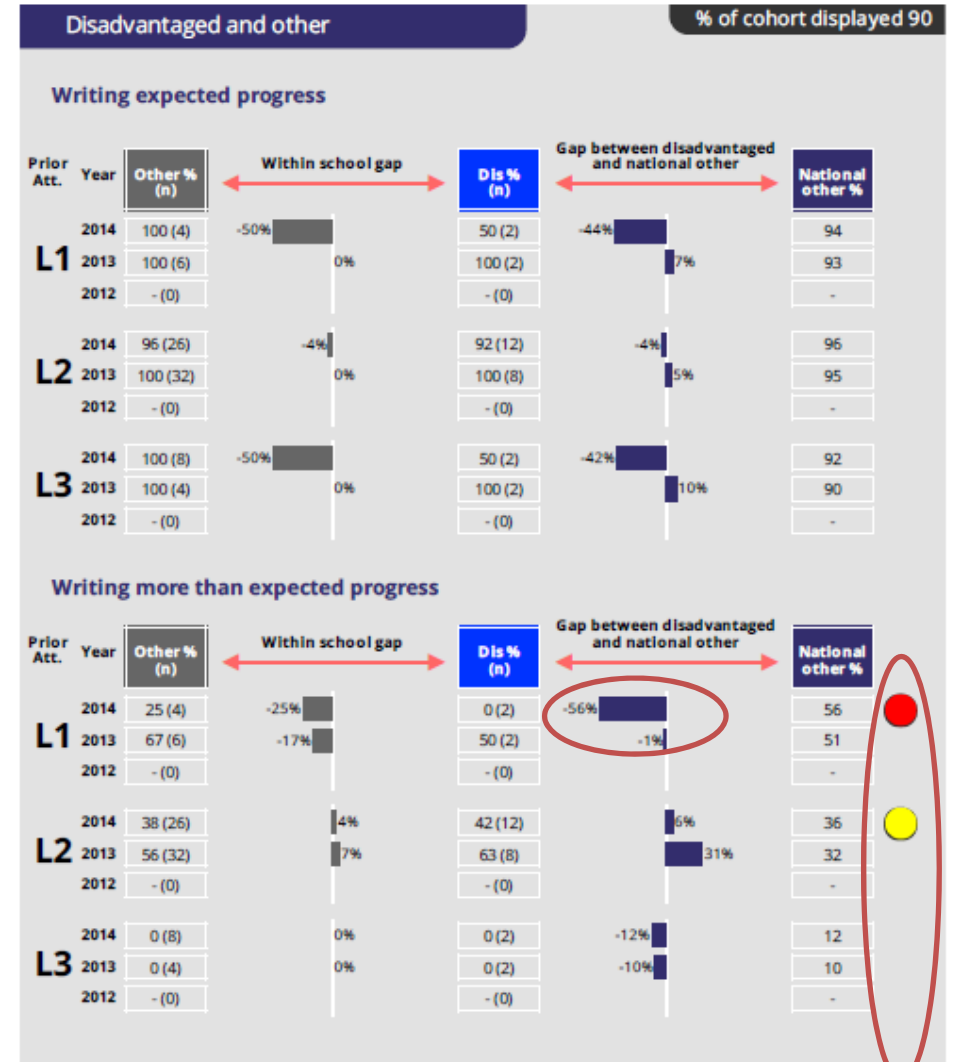 Disadvantaged and other
% of cohort displayed 90
Writing expected progress
Prior Att. Year Other % (n) Within school gap Dis % (n) Gap between disadvantaged and national other National other %
L1
2014 100 (4) -50% 50 (2) -44% 94
2013 100 (6) 0% 100 (2) 7% 93
2012 - (0) - (0) -
L2
2014 96 (26) -4% 92 (12) -4% 96
2013 100 (32) 0% 100 (8) 5% 95
2012 - (0) - (0) -
L3
2014 100 (8) -50% 50 (2) -42% 92
2013 100 (4) 0% 100 (2) 10% 90
2012 - (0) - (0) -
Writing more than expected progress
Prior Att. Year Other % (n) Within school gap Dis % (n) Gap between disadvantaged and national other National other %
L1
2014 25 (4) -25% 0 (2) -56% 56
2013 67 (6) -17% 50 (2) -1% 51
2012 - (0) - (0) -
L2
2014 38 (26) 4% 42 (12) 6% 36
2013 56 (32) 7% 63 (8) 31% 32
2012 - (0) - (0) -
L3
2014 0 (8) 0% 0 (2) -12% 12
2013 0 (4) 0% 0 (2) -10% 10
2012 - (0) - (0) -